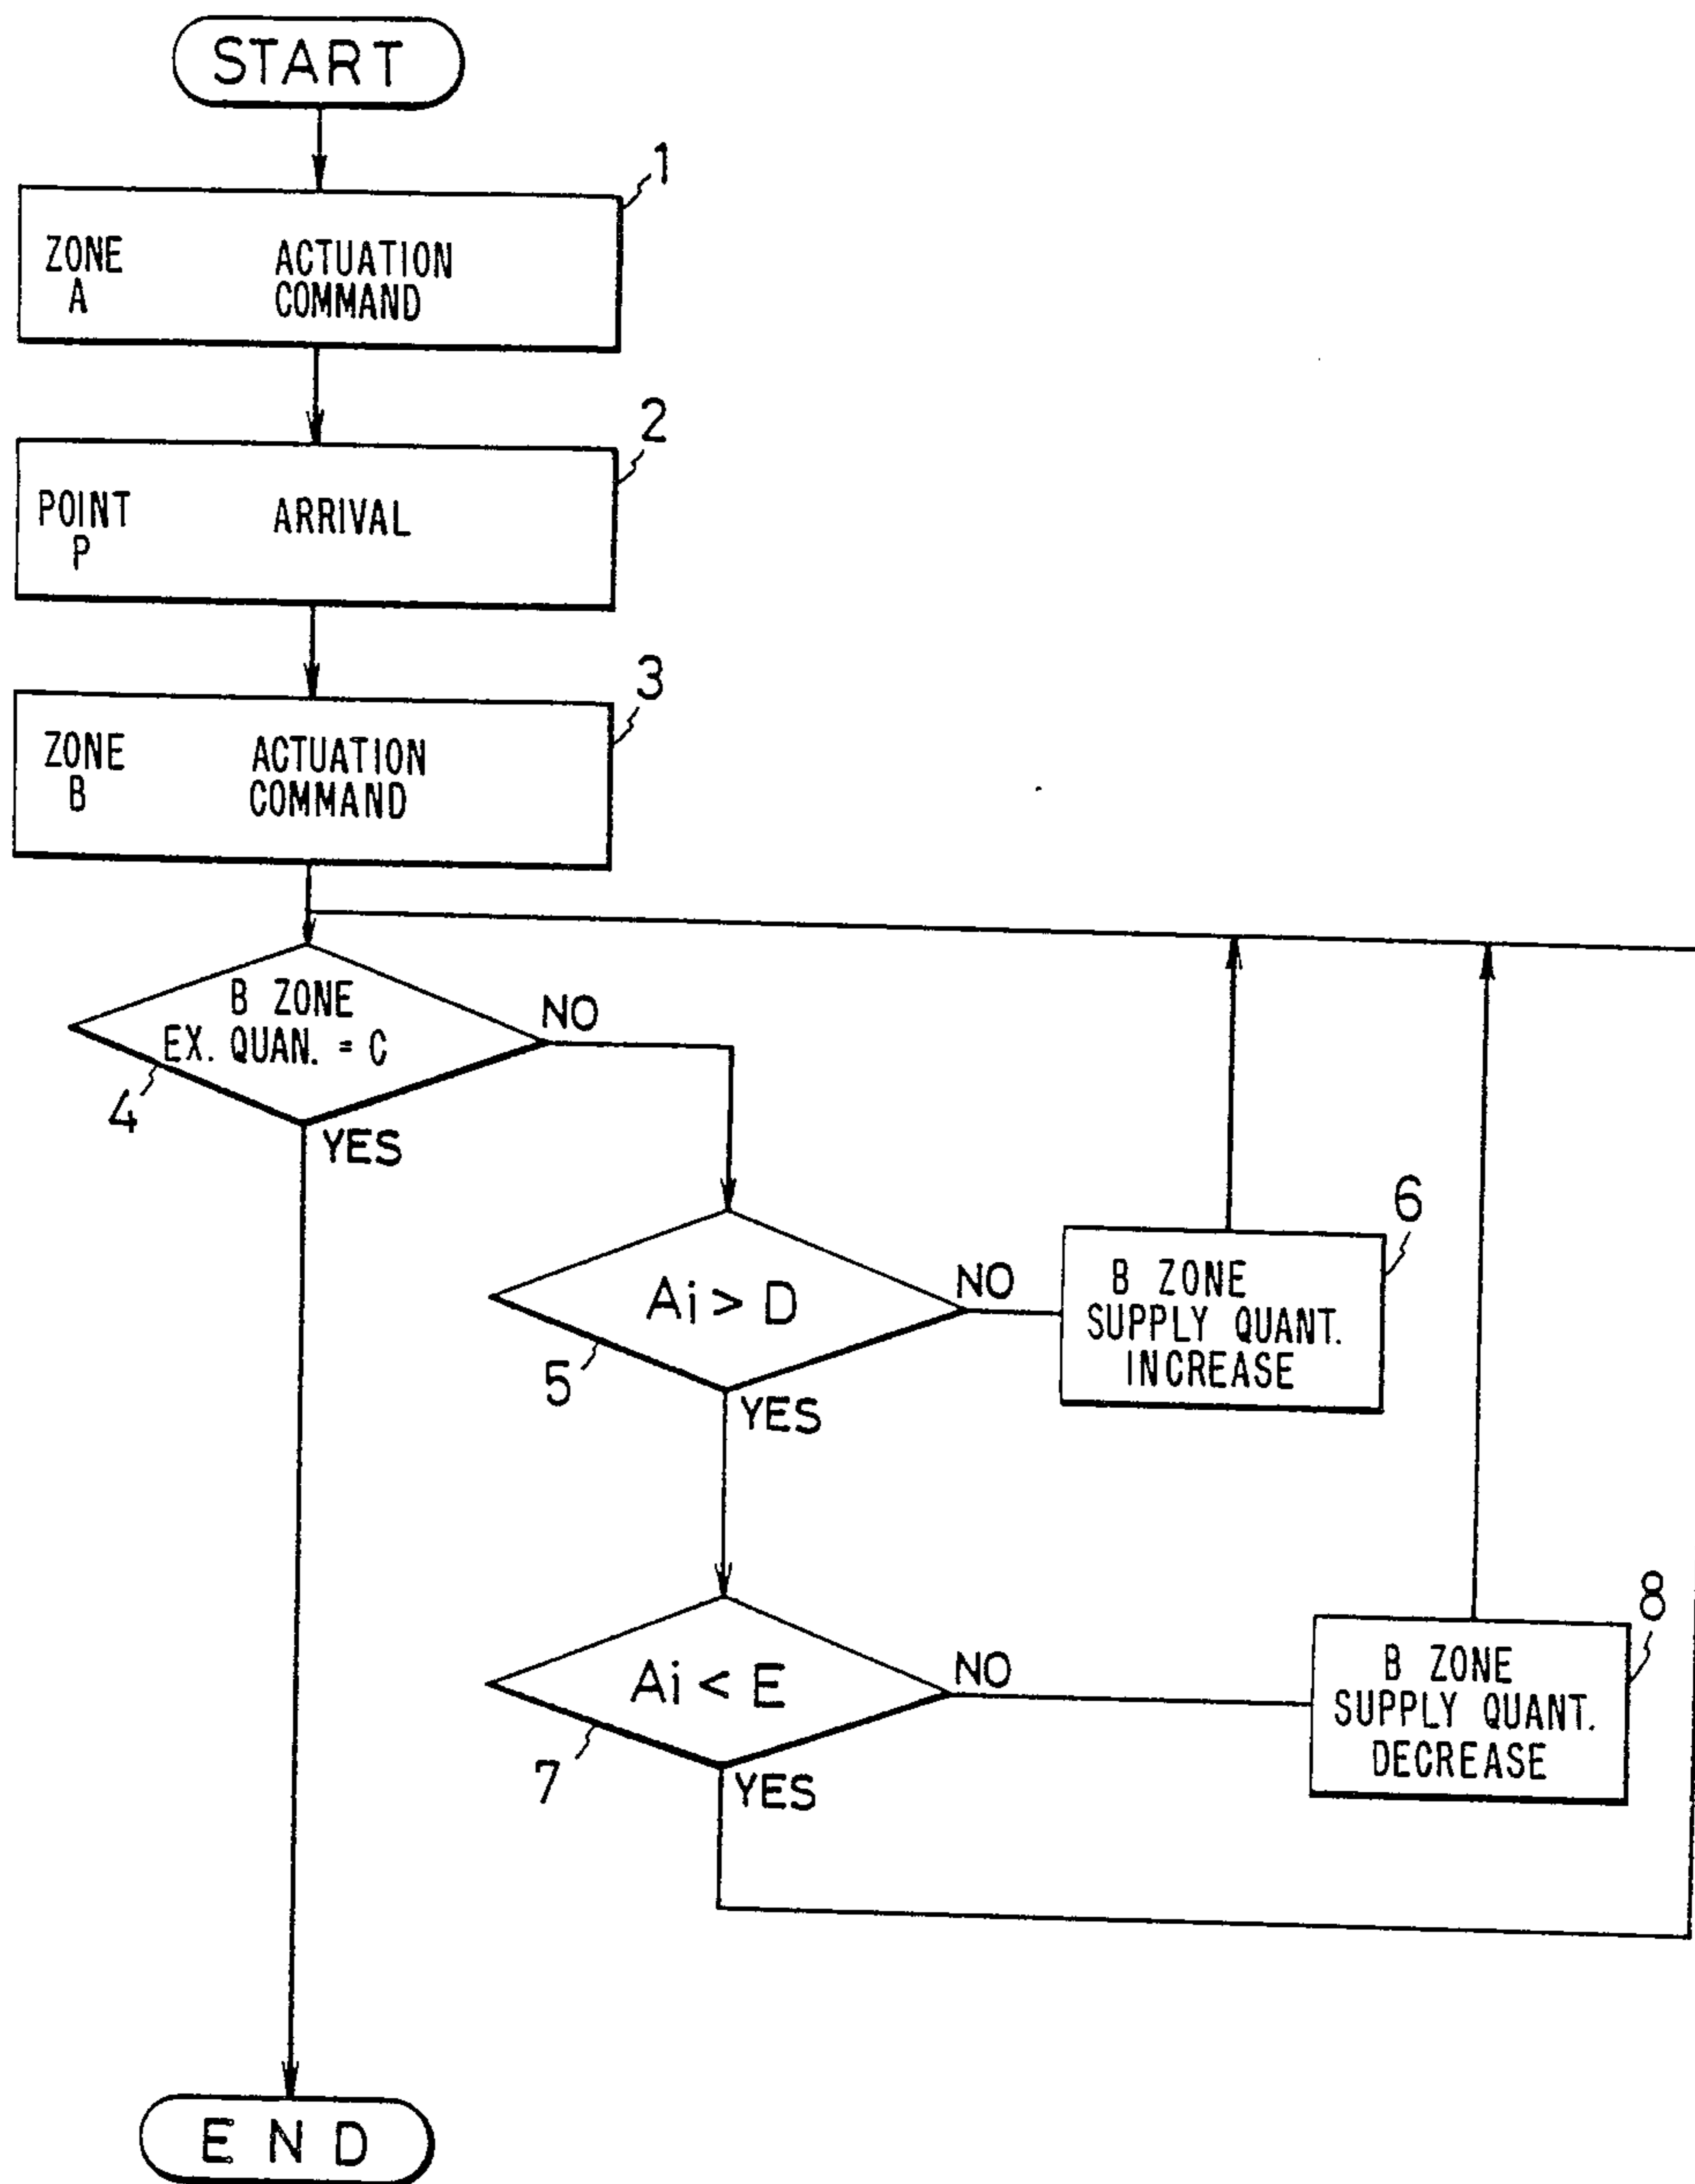 START
1
ZONE
A
ACTUATION
COMMAND
2
POINT
P
ARRIVAL
3
ZONE
B
ACTUATION
COMMAND
B ZONE
EX. QUAN. = C
NO
4
YES
Ai > D
NO
5
YES
6
B ZONE
SUPPLY QUANT.
INCREASE
Ai < E
NO
7
YES
8
B ZONE
SUPPLY QUANT.
DECREASE
END